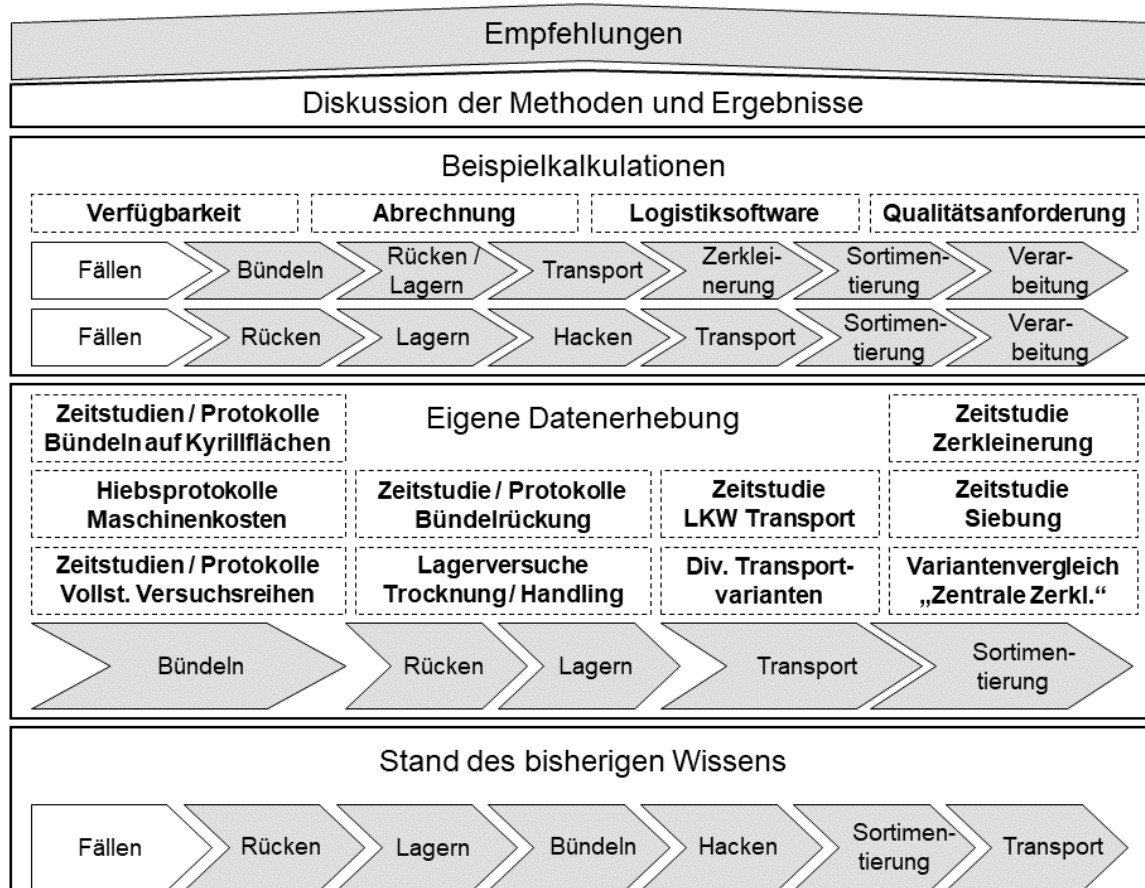 Empfehlungen
Diskussion der Methoden und Ergebnisse
Beispielkalkulationen
Verfügbarkeit
Abrechnung
Logistiksoftware
Qualitätsanforderung
Fällen
Bündeln
Rücken /
Lagern
Transport
Zerklei-
nerung
Sortimen-
tierung
Verar-
beitung
Fällen
Rücken
Lagern
Hacken
Transport
Sortimen-
tierung
Verar-
beitung
Eigene Datenerhebung
Zeitstudien / Protokolle
Bündeln auf Kyrillflächen
Zeitstudie
Zerkleinerung
Hiebsprotokolle
Maschinenkosten
Zeitstudie / Protokolle
Bündelrückung
Zeitstudie
LKW Transport
Zeitstudie
Siebung
Zeitstudien / Protokolle
Vollst. Versuchsreihen
Lagerversuche
Trocknung / Handling
Div. Transport-
varianten
Variantenvergleich
„Zentrale Zerkl.“
Bündeln
Rücken
Lagern
Transport
Sortimen-
tierung
Stand des bisherigen Wissens
Fällen
Rücken
Lagern
Bündeln
Hacken
Sortimen-
tierung
Transport